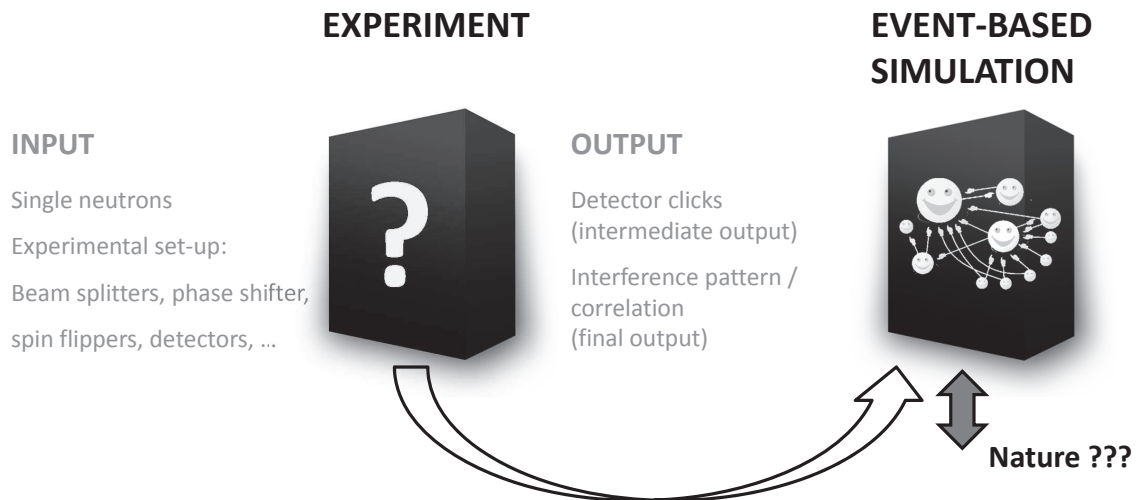 EXPERIMENT
EVENT-BASED
SIMULATION
INPUT
Single neutrons
Experimental set-up:
Beam splitters, phase shifter,
spin flippers, detectors, ...
?
OUTPUT
Detector clicks
(intermediate output)
Interference pattern /
correlation
(final output)
Nature ???